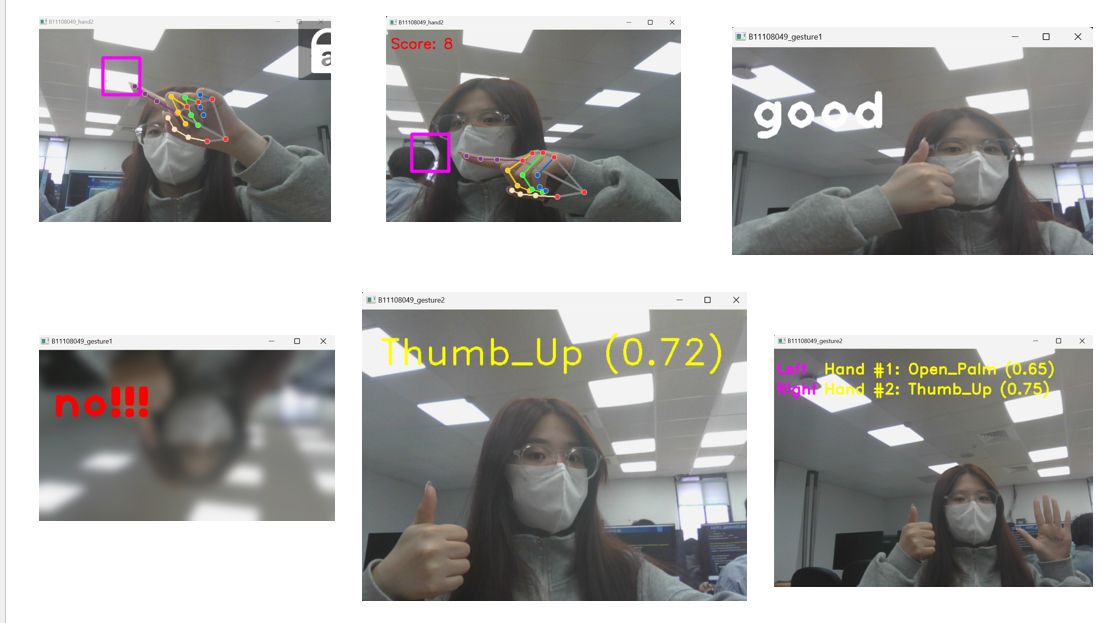 B11108049_hand2
B11108049_hand2
Score: 8
B11108049_gesture1
good
B11108049_gesture1
no!!!
B11108049_gesture2
Thumb_Up (0.72)
B11108049_gesture2
Left Hand #1: Open_Palm (0.65)
Right Hand #2: Thumb_Up (0.75)